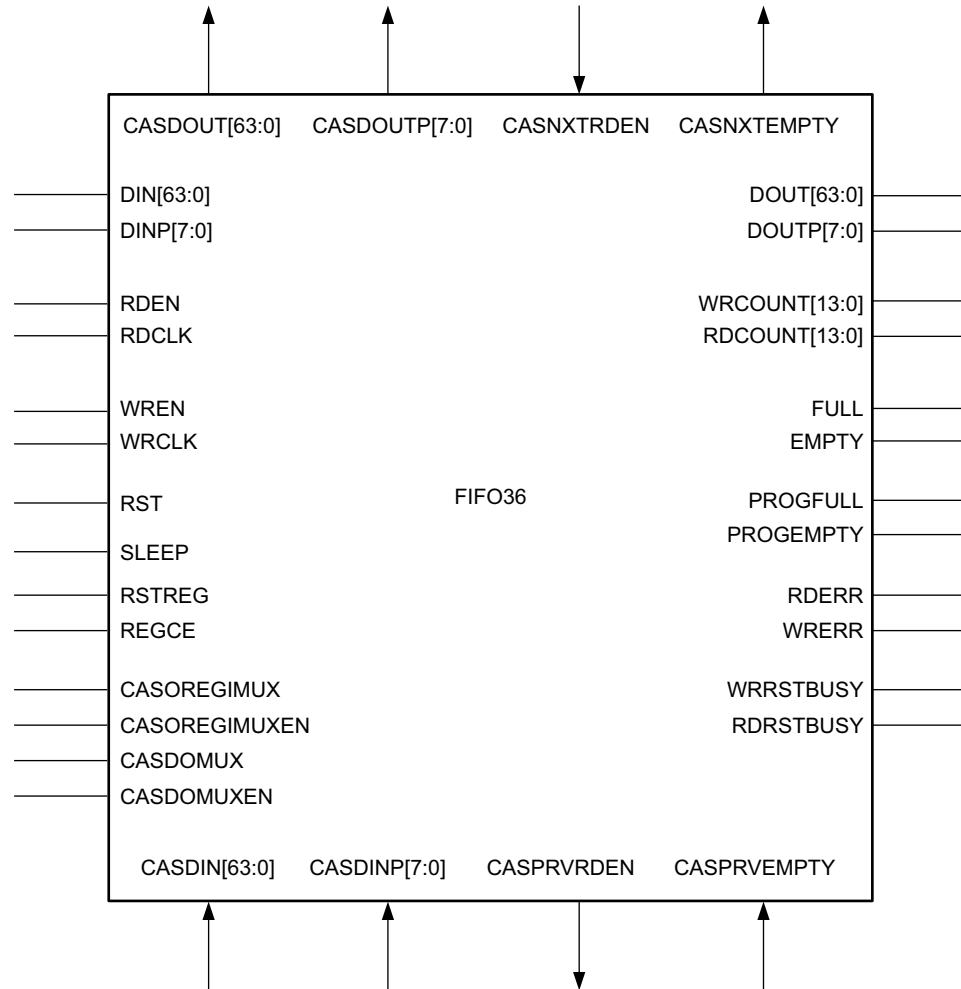 CASDOUT[63:0] CASDOUTP[7:0] CASNXTRDEN CASNXTEMPTY
DIN[63:0] DOUT[63:0]
DINP[7:0] DOUTP[7:0]
RDEN WRCOUNT[13:0]
RDCLK RDCOUNT[13:0]
WREN FULL
WRCLK EMPTY
RST FIFO36 PROGFULL
PROGEMPTY
SLEEP
RSTREG RDERR
REGCE WRERR
CASOREGIMUX WRRSTBUSY
CASOREGIMUXEN RDRSTBUSY
CASDOMUX
CASDOMUXEN
CASDIN[63:0] CASDINP[7:0] CASPRVRDEN CASPRVEMPTY